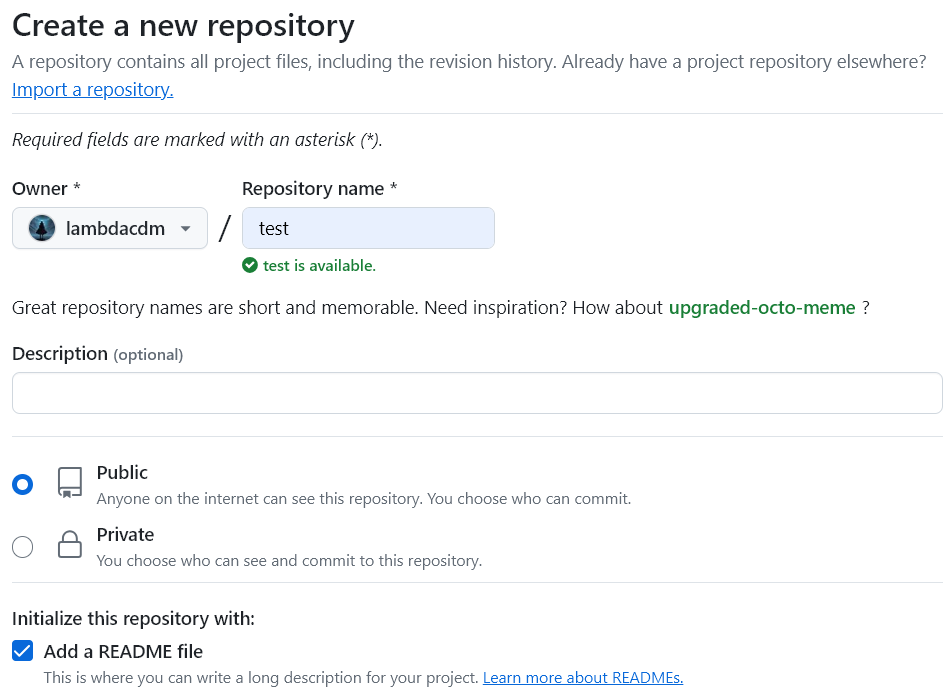 Create a new repository
A repository contains all project files, including the revision history. Already have a project repository elsewhere?
Import a repository.
Required fields are marked with an asterisk (*).
Owner * Repository name *
lambdacdm / test
test is available.
Great repository names are short and memorable. Need inspiration? How about upgraded-octo-meme ?
Description (optional)
Public
Anyone on the internet can see this repository. You choose who can commit.
Private
You choose who can see and commit to this repository.
Initialize this repository with:
Add a README file
This is where you can write a long description for your project. Learn more about READMEs.